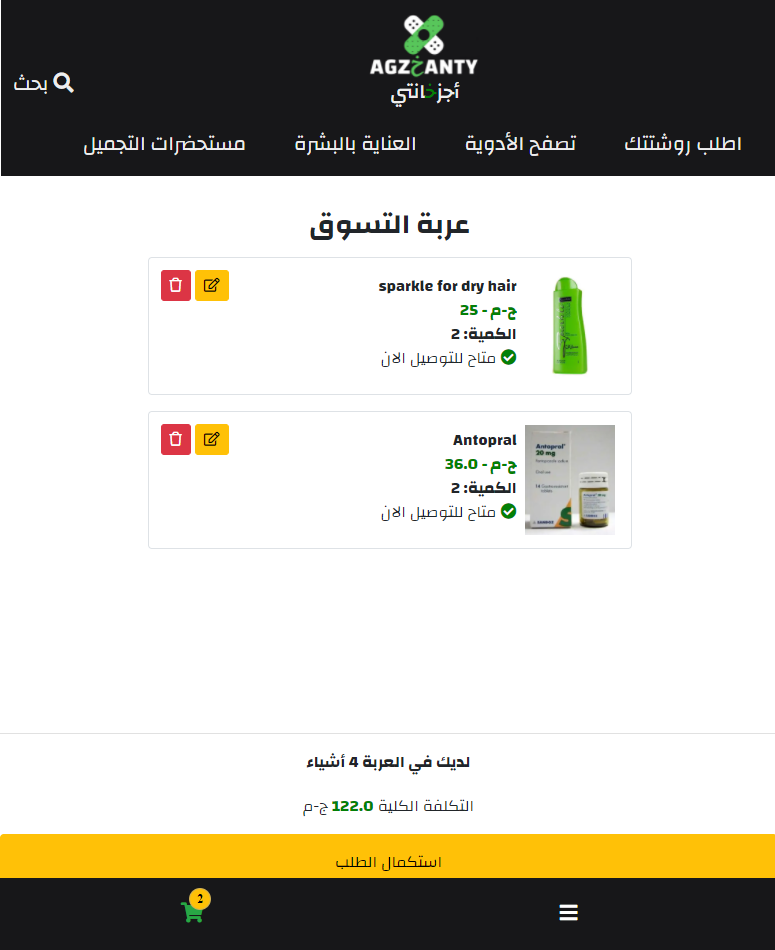 AGZخANTY
أجزخانتي
بحث
اطلب روشتتك
تصفح الأدوية
العناية بالبشرة
مستحضرات التجميل
عربة التسوق
sparkle for dry hair
ج-م - 25
الكمية: 2
متاح للتوصيل الان
Antopral
ج-م - 36.0
الكمية: 2
متاح للتوصيل الان
Antopral
20 mg
لديك في العربة 4 أشياء
التكلفة الكلية 122.0 ج-م
استكمال الطلب
2